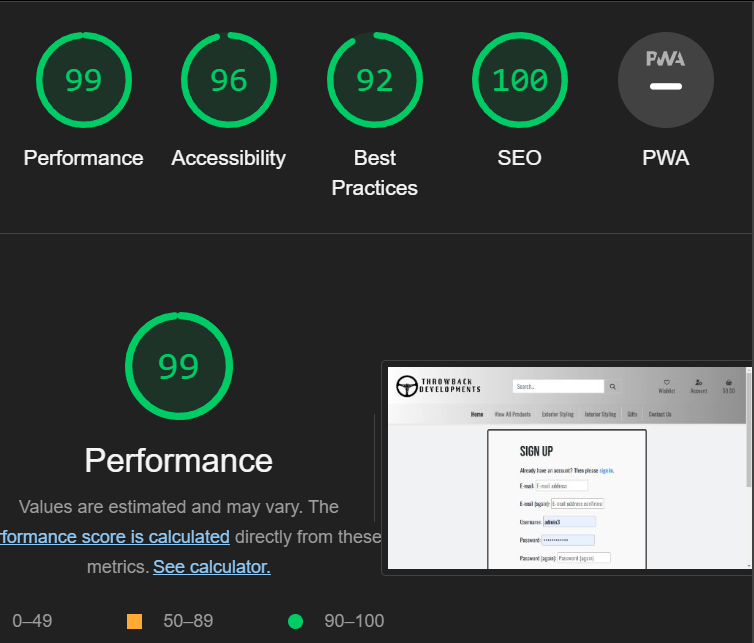 99
96
92
100
PWA
Performance
Accessibility
Best
Practices
SEO
PWA
99
Performance
Values are estimated and may vary. The
rformance score is calculated directly from these
metrics. See calculator.
0–49
50–89
90–100
THROWBACK
DEVELOPMENTS
Search..
Wishlist
Account
$0.00
Home
View All Products
Exterior Styling
Interior Styling
Gifts
Contact Us
SIGN UP
Already have an account? Then please sign in.
E-mail: E-mail address
E-mail (again): E-mail address confirmat
Username: admin3
Password: ••••••••••••
Password (again): Password (again)